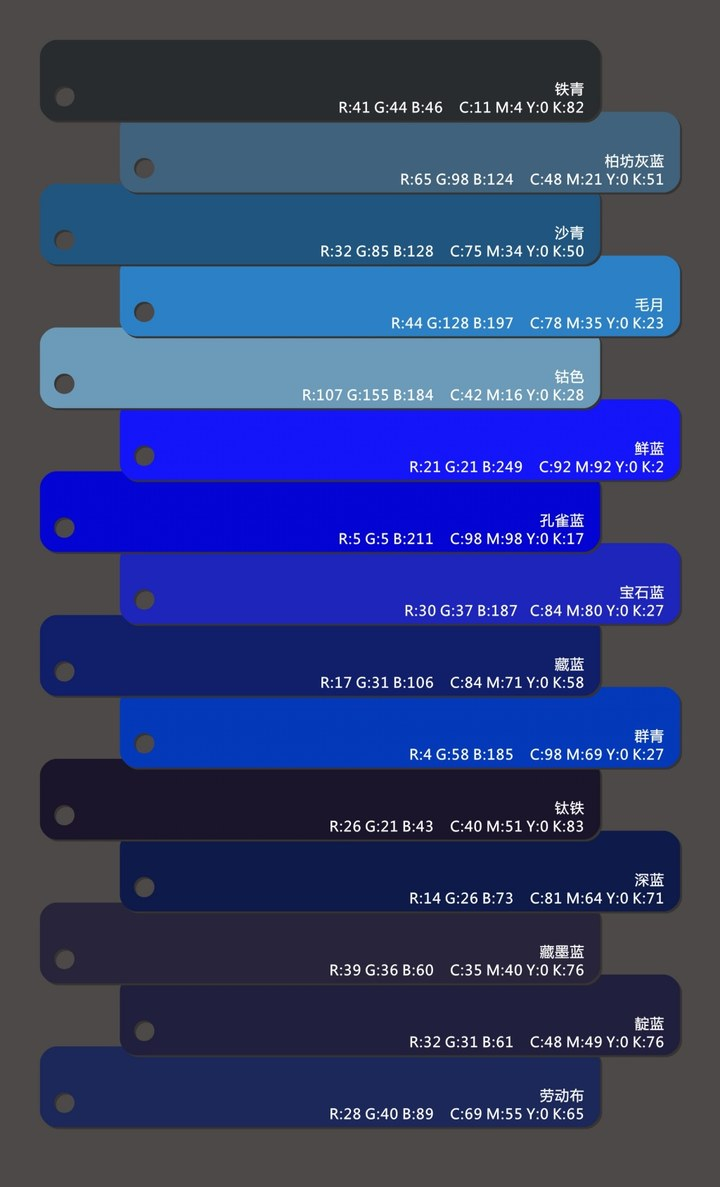 铁青
R:41 G:44 B:46 C:11 M:4 Y:0 K:82
柏坊灰蓝
R:65 G:98 B:124 C:48 M:21 Y:0 K:51
沙青
R:32 G:85 B:128 C:75 M:34 Y:0 K:50
毛月
R:44 G:128 B:197 C:78 M:35 Y:0 K:23
钴色
R:107 G:155 B:184 C:42 M:16 Y:0 K:28
鲜蓝
R:21 G:21 B:249 C:92 M:92 Y:0 K:2
孔雀蓝
R:5 G:5 B:211 C:98 M:98 Y:0 K:17
宝石蓝
R:30 G:37 B:187 C:84 M:80 Y:0 K:27
藏蓝
R:17 G:31 B:106 C:84 M:71 Y:0 K:58
群青
R:4 G:58 B:185 C:98 M:69 Y:0 K:27
钛铁
R:26 G:21 B:43 C:40 M:51 Y:0 K:83
深蓝
R:14 G:26 B:73 C:81 M:64 Y:0 K:71
藏墨蓝
R:39 G:36 B:60 C:35 M:40 Y:0 K:76
靛蓝
R:32 G:31 B:61 C:48 M:49 Y:0 K:76
劳动布
R:28 G:40 B:89 C:69 M:55 Y:0 K:65